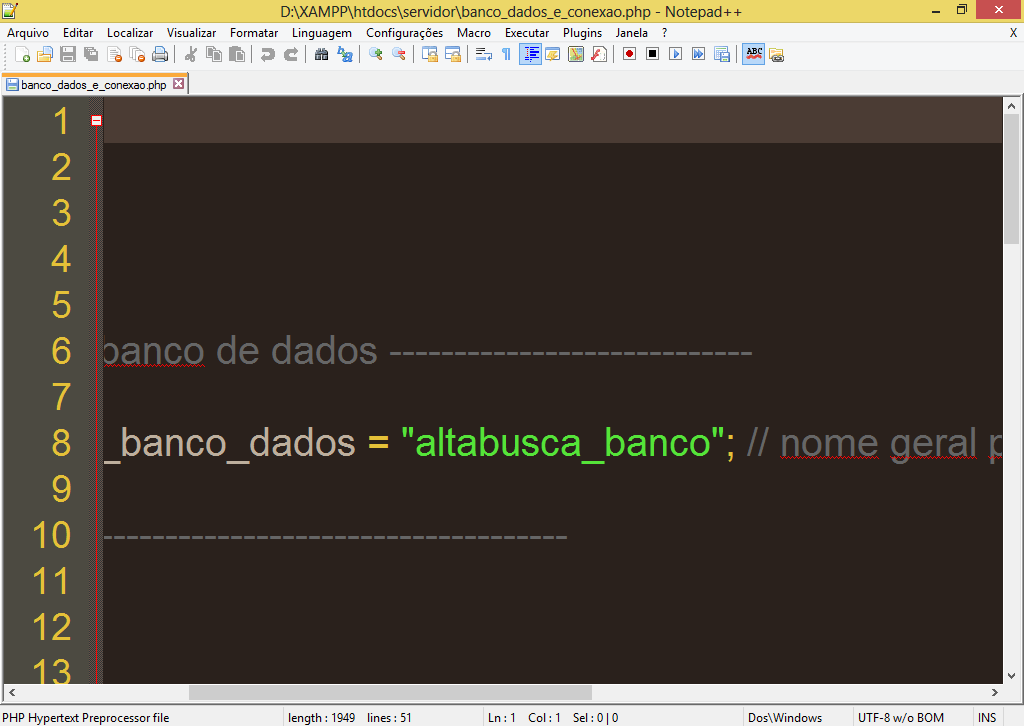 D:\XAMPP\htdocs\servidor\banco_dados_e_conexao.php - Notepad++
Arquivo Editar Localizar Visualizar Formatar Linguagem Configurações Macro Executar Plugins Janela ? X
ABC
banco_dados_e_conexao.php
1
2
3
4
5
6 banco de dados ----------------------------
7
8 _banco_dados = "altabusca_banco"; // nome geral p
9
10 ------------------------------------
11
12
13
PHP Hypertext Preprocessor file length : 1949 lines : 51 Ln : 1 Col : 1 Sel : 0 | 0 Dos\Windows UTF-8 w/o BOM INS